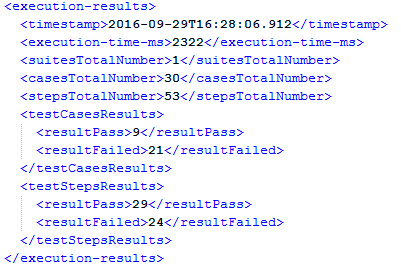 <execution-results>
<timestamp>2016-09-29T16:28:06.912</timestamp>
<execution-time-ms>2322</execution-time-ms>
<suitesTotalNumber>1</suitesTotalNumber>
<casesTotalNumber>30</casesTotalNumber>
<stepsTotalNumber>53</stepsTotalNumber>
<testCasesResults>
<resultPass>9</resultPass>
<resultFailed>21</resultFailed>
</testCasesResults>
<testStepsResults>
<resultPass>29</resultPass>
<resultFailed>24</resultFailed>
</testStepsResults>
</execution-results>